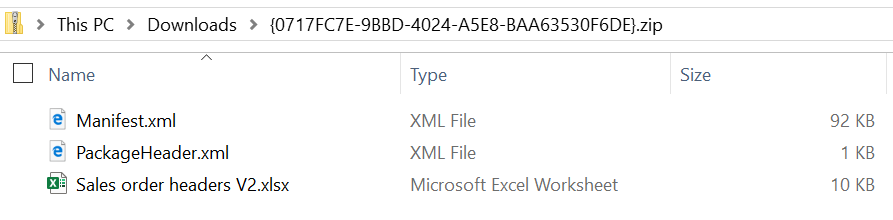 This PC > Downloads > {0717FC7E-9BBD-4024-A5E8-BAA63530F6DE}.zip
Name Type Size
Manifest.xml XML File 92 KB
PackageHeader.xml XML File 1 KB
Sales order headers V2.xlsx Microsoft Excel Worksheet 10 KB